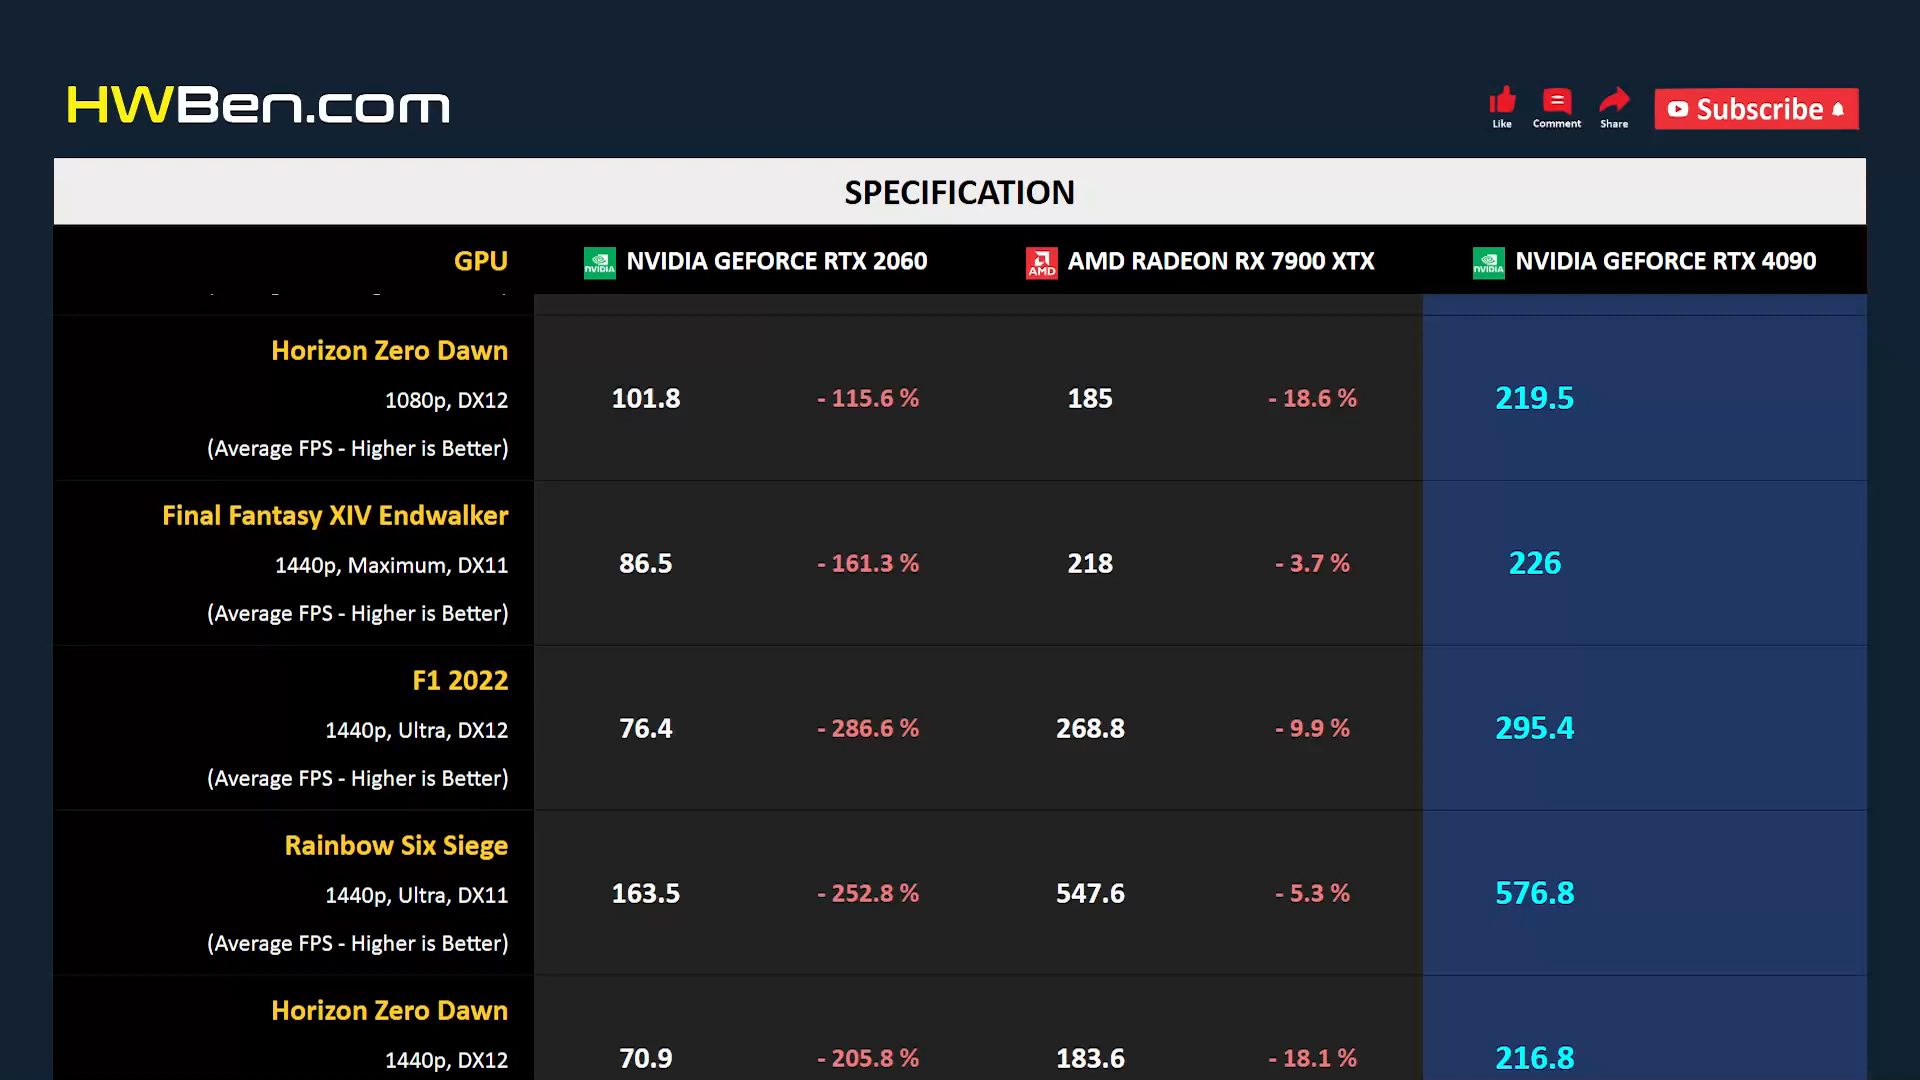 HWBen.com
Like
Comment
Share
Subscribe
SPECIFICATION
GPU
NVIDIA
NVIDIA GEFORCE RTX 2060
AMD
AMD RADEON RX 7900 XTX
NVIDIA
NVIDIA GEFORCE RTX 4090
Horizon Zero Dawn
1080p, DX12
(Average FPS - Higher is Better)
101.8
- 115.6 %
185
- 18.6 %
219.5
Final Fantasy XIV Endwalker
1440p, Maximum, DX11
(Average FPS - Higher is Better)
86.5
- 161.3 %
218
- 3.7 %
226
F1 2022
1440p, Ultra, DX12
(Average FPS - Higher is Better)
76.4
- 286.6 %
268.8
- 9.9 %
295.4
Rainbow Six Siege
1440p, Ultra, DX11
(Average FPS - Higher is Better)
163.5
- 252.8 %
547.6
- 5.3 %
576.8
Horizon Zero Dawn
1440p, DX12
70.9
- 205.8 %
183.6
- 18.1 %
216.8